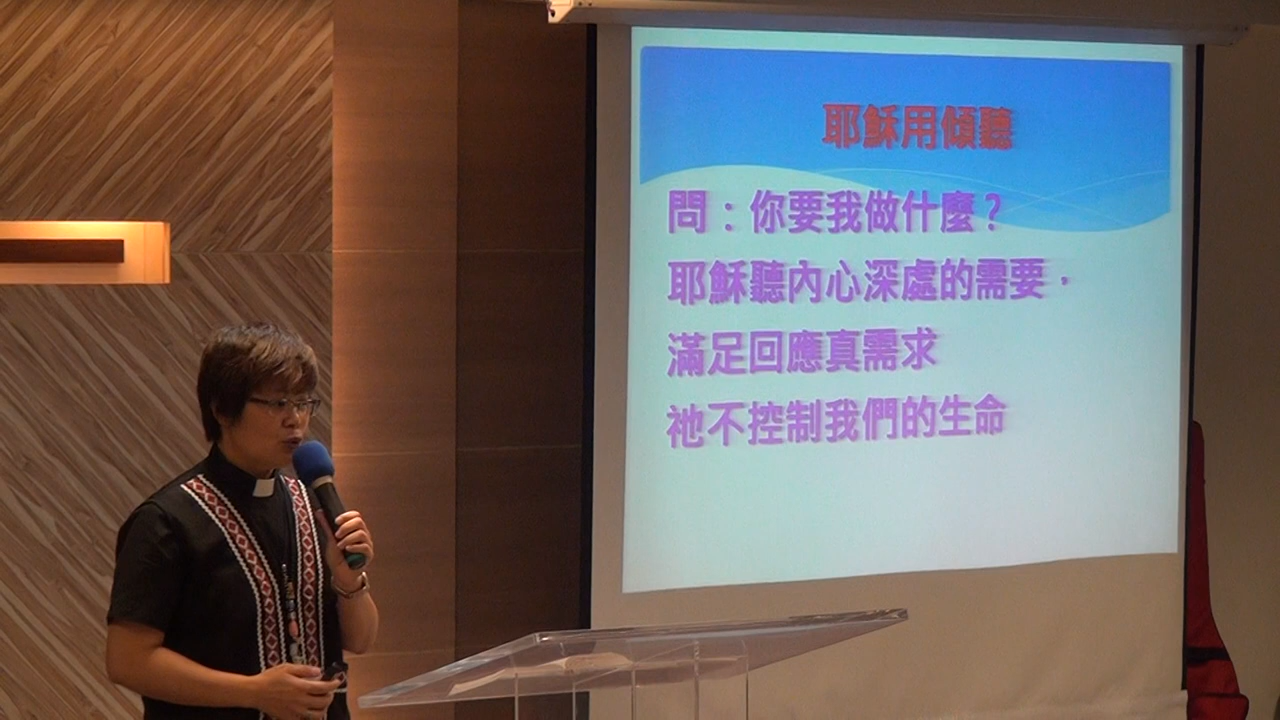 耶穌用傾聽
問：你要我做什麼？
耶穌聽內心深處的需要，
滿足回應真需求
祂不控制我們的生命